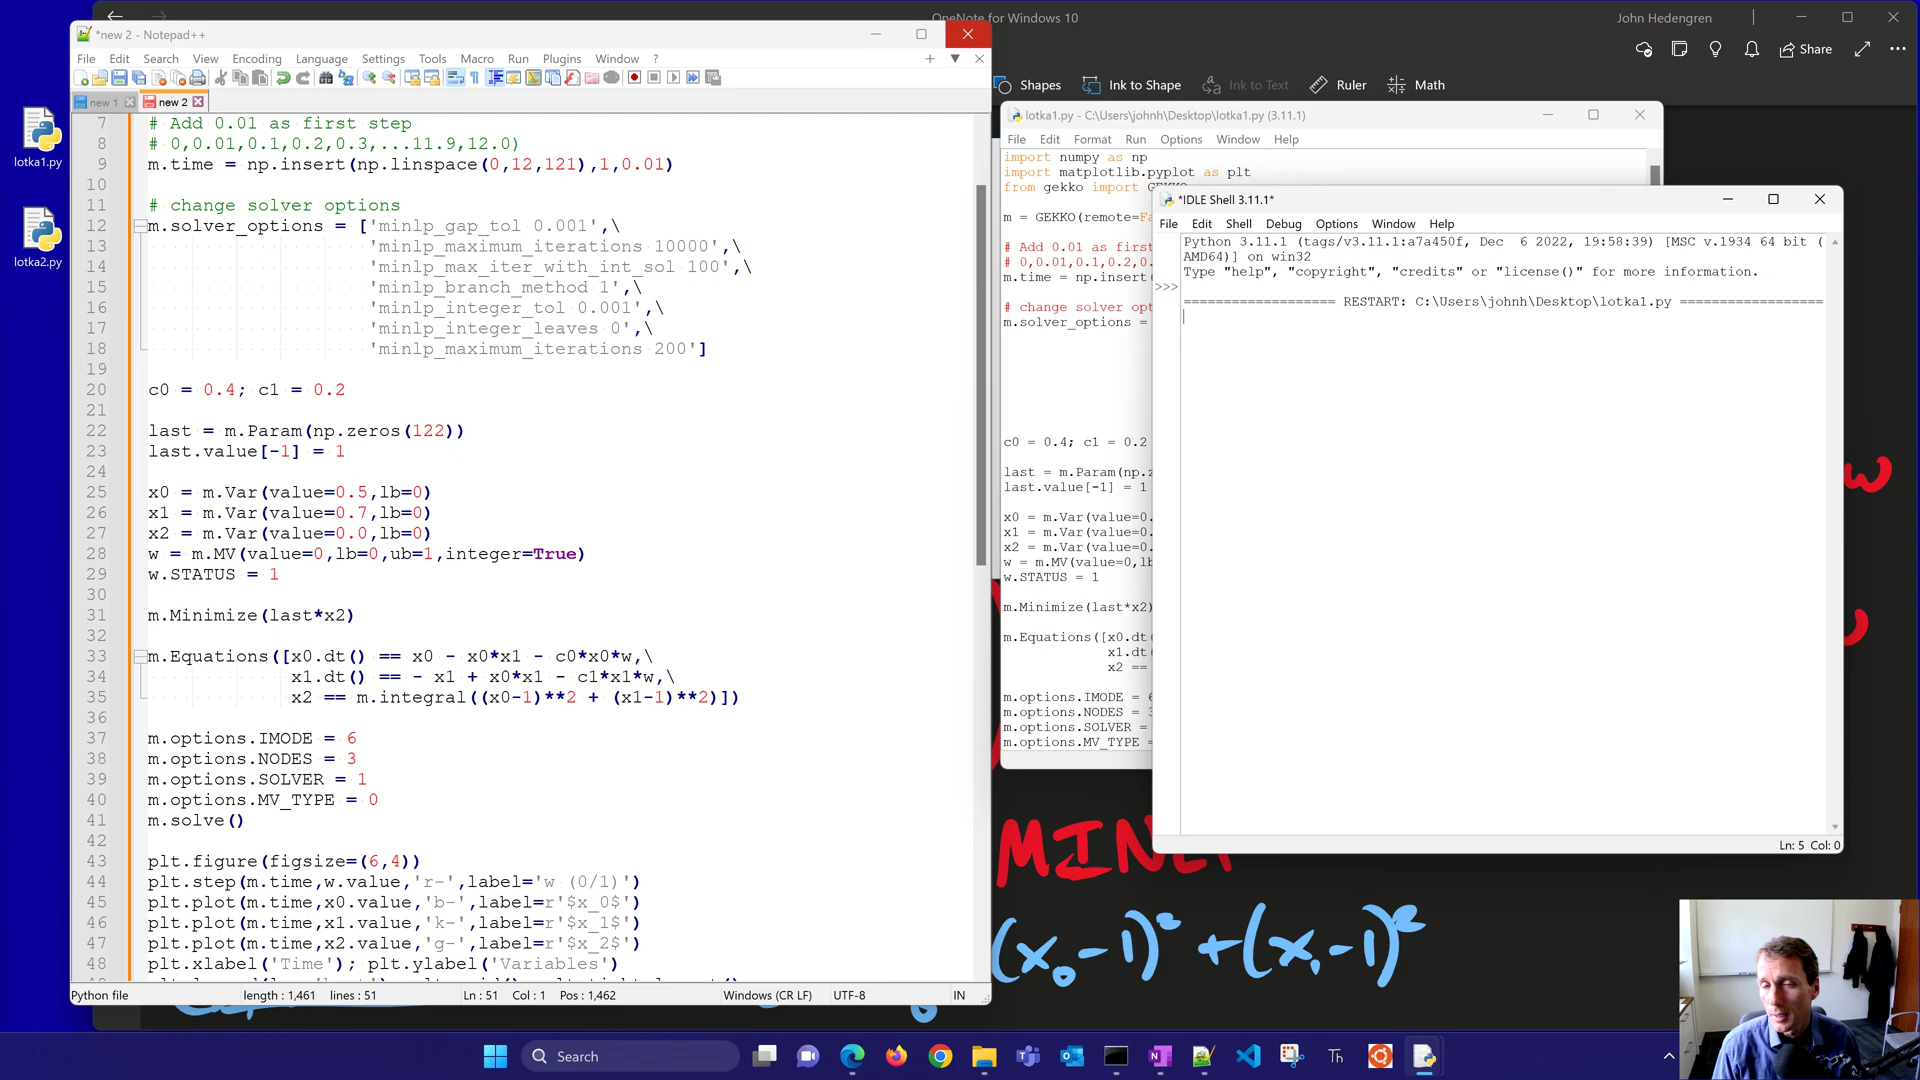 OneNote for Windows 10
John Hedengren
Share
Shapes
Ink to Shape
Ink to Text
Ruler
Math
lotka1.py
lotka2.py
*new 2 - Notepad++
File Edit Search View Encoding Language Settings Tools Macro Run Plugins Window ?
new 1
new 2
7 # Add 0.01 as first step
8 # 0,0.01,0.1,0.2,0.3,...11.9,12.0)
9 m.time = np.insert(np.linspace(0,12,121),1,0.01)
10
11 # change solver options
12 m.solver_options = ['minlp_gap_tol 0.001',\
13 'minlp_maximum_iterations 10000',\
14 'minlp_max_iter_with_int_sol 100',\
15 'minlp_branch_method 1',\
16 'minlp_integer_tol 0.001',\
17 'minlp_integer_leaves 0',\
18 'minlp_maximum_iterations 200']
19
20 c0 = 0.4; c1 = 0.2
21
22 last = m.Param(np.zeros(122))
23 last.value[-1] = 1
24
25 x0 = m.Var(value=0.5,lb=0)
26 x1 = m.Var(value=0.7,lb=0)
27 x2 = m.Var(value=0.0,lb=0)
28 w = m.MV(value=0,lb=0,ub=1,integer=True)
29 w.STATUS = 1
30
31 m.Minimize(last*x2)
32
33 m.Equations([x0.dt() == x0 - x0*x1 - c0*x0*w,\
34 x1.dt() == - x1 + x0*x1 - c1*x1*w,\
35 x2 == m.integral((x0-1)**2 + (x1-1)**2)])
36
37 m.options.IMODE = 6
38 m.options.NODES = 3
39 m.options.SOLVER = 1
40 m.options.MV_TYPE = 0
41 m.solve()
42
43 plt.figure(figsize=(6,4))
44 plt.step(m.time,w.value,'r-',label='w (0/1)')
45 plt.plot(m.time,x0.value,'b-',label=r'$x_0$')
46 plt.plot(m.time,x1.value,'k-',label=r'$x_1$')
47 plt.plot(m.time,x2.value,'g-',label=r'$x_2$')
48 plt.xlabel('Time'); plt.ylabel('Variables')
Python file length : 1,461 lines : 51 Ln : 51 Col : 1 Pos : 1,462 Windows (CR LF) UTF-8 IN
lotka1.py - C:\Users\johnh\Desktop\lotka1.py (3.11.1)
File Edit Format Run Options Window Help
import numpy as np
import matplotlib.pyplot as plt
from gekko import GEKKO
m = GEKKO(remote=Fa
# Add 0.01 as first
# 0,0.01,0.1,0.2,0.
m.time = np.insert(
# change solver opt
m.solver_options =
c0 = 0.4; c1 = 0.2
last = m.Param(np.z
last.value[-1] = 1
x0 = m.Var(value=0.
x1 = m.Var(value=0.
x2 = m.Var(value=0.
w = m.MV(value=0,lb
w.STATUS = 1
m.Minimize(last*x2)
m.Equations([x0.dt(
x1.dt(
x2 ==
m.options.IMODE = 6
m.options.NODES = 3
m.options.SOLVER =
m.options.MV_TYPE =
*IDLE Shell 3.11.1*
File Edit Shell Debug Options Window Help
Python 3.11.1 (tags/v3.11.1:a7a450f, Dec 6 2022, 19:58:39) [MSC v.1934 64 bit (
AMD64)] on win32
Type "help", "copyright", "credits" or "license()" for more information.
>>>
=================== RESTART: C:\Users\johnh\Desktop\lotka1.py ==================
Ln: 5 Col: 0
w
MINLP
(x₀-1)² + (x₁-1)²
Search
Th